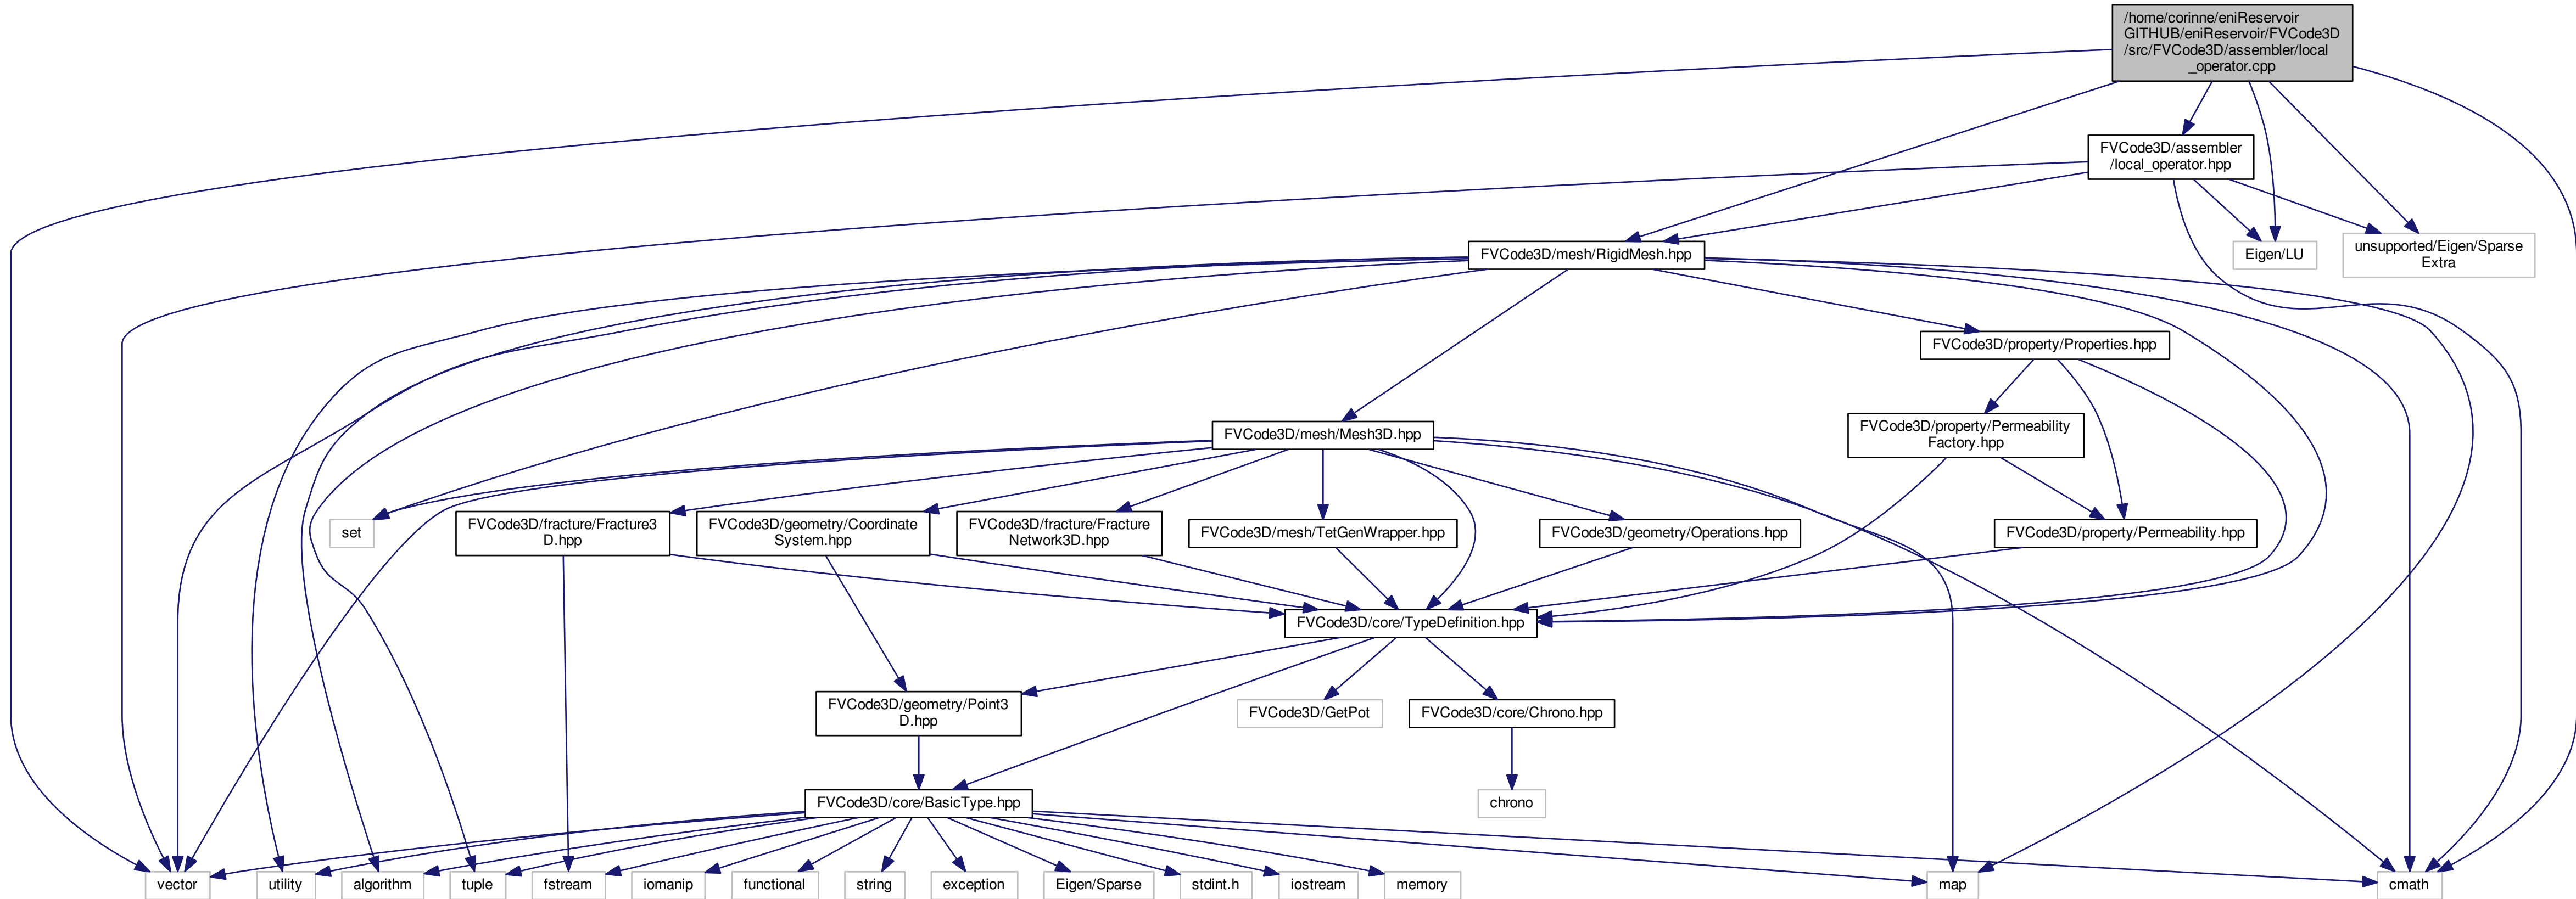 /home/corinne/eniReservoir
GITHUB/eniReservoir/FVCode3D
/src/FVCode3D/assembler/local
_operator.cpp
FVCode3D/assembler
/local_operator.hpp
FVCode3D/mesh/RigidMesh.hpp
Eigen/LU
unsupported/Eigen/Sparse
Extra
FVCode3D/property/Properties.hpp
FVCode3D/mesh/Mesh3D.hpp
FVCode3D/property/Permeability
Factory.hpp
set
FVCode3D/fracture/Fracture3
D.hpp
FVCode3D/geometry/Coordinate
System.hpp
FVCode3D/fracture/Fracture
Network3D.hpp
FVCode3D/mesh/TetGenWrapper.hpp
FVCode3D/geometry/Operations.hpp
FVCode3D/property/Permeability.hpp
FVCode3D/core/TypeDefinition.hpp
FVCode3D/geometry/Point3
D.hpp
FVCode3D/GetPot
FVCode3D/core/Chrono.hpp
FVCode3D/core/BasicType.hpp
chrono
vector
utility
algorithm
tuple
fstream
iomanip
functional
string
exception
Eigen/Sparse
stdint.h
iostream
memory
map
cmath